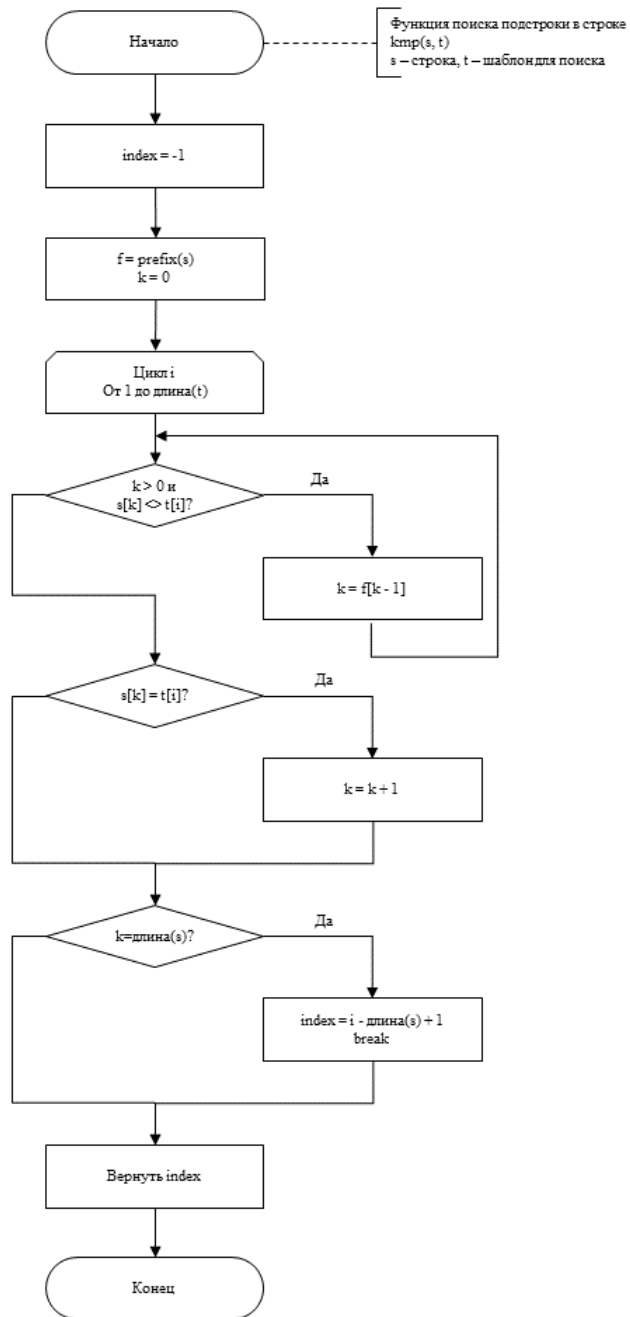 Начало
Функция поиска подстроки в строке
kmp(s, t)
s – строка, t – шаблон для поиска
index = -1
f = prefix(s)
k = 0
Цикл i
От 1 до длина(t)
k > 0 и
s[k] <> t[i]?
Да
k = f[k - 1]
s[k] = t[i]?
Да
k = k + 1
k=длина(s)?
Да
index = i - длина(s) + 1
break
Вернуть index
Конец